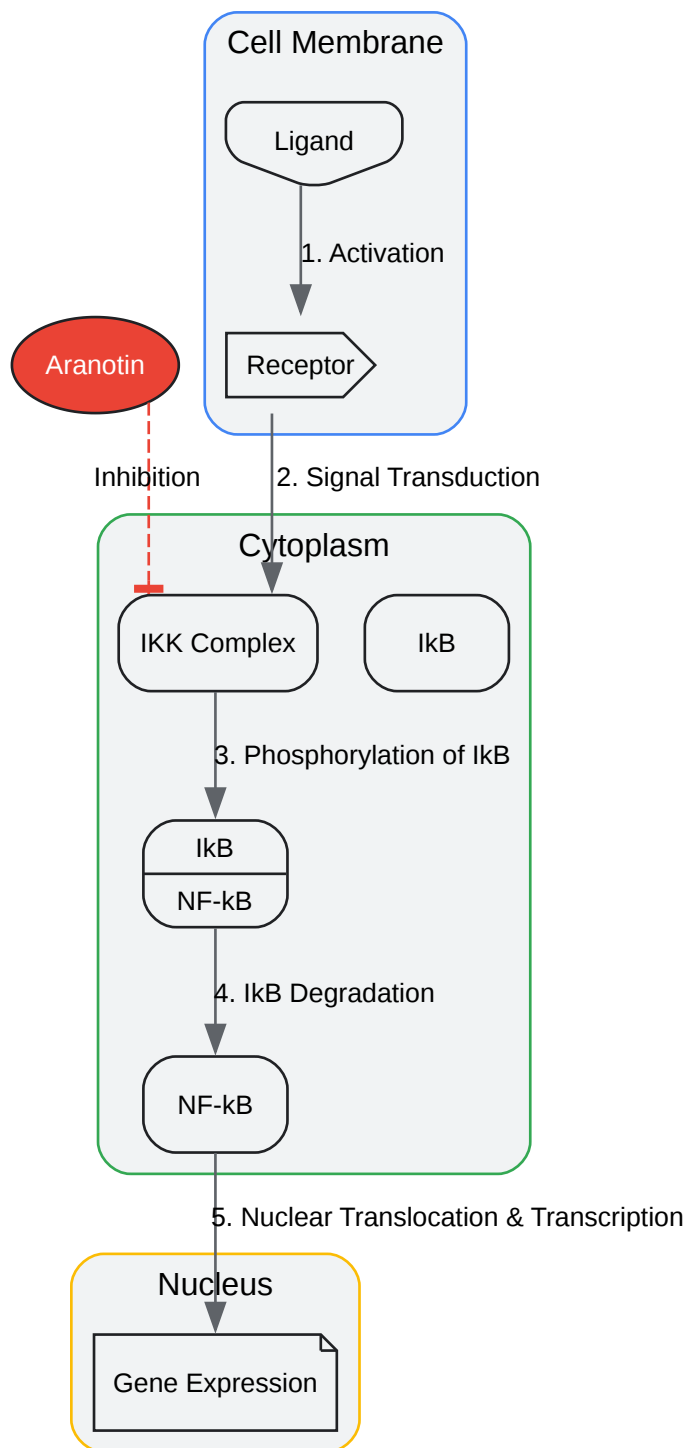 Cell Membrane
Ligand
1. Activation
Aranotin
Receptor
Inhibition
2. Signal Transduction
Cytoplasm
IKK Complex
IkB
3. Phosphorylation of IkB
IkB
NF-kB
4. IkB Degradation
NF-kB
5. Nuclear Translocation & Transcription
Nucleus
Gene Expression